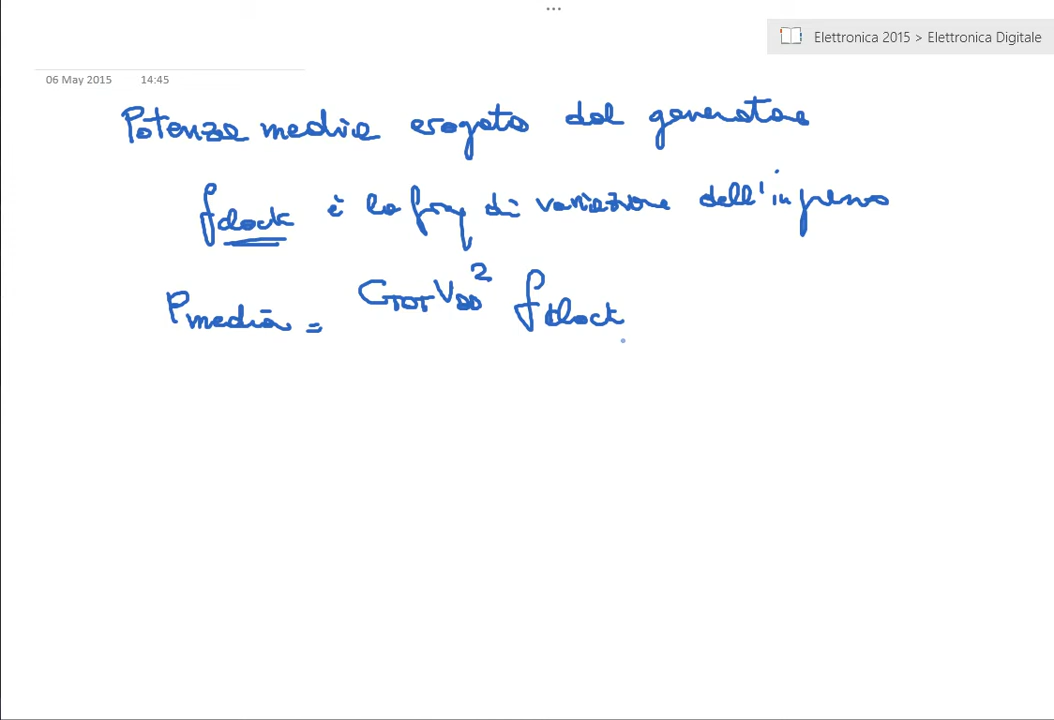 Elettronica 2015 > Elettronica Digitale
06 May 2015 14:45
Potenza media erogata dal generatore
fclock è la freq di variazione dell'ingresso
Pmedia = CTOT VDD² fclock